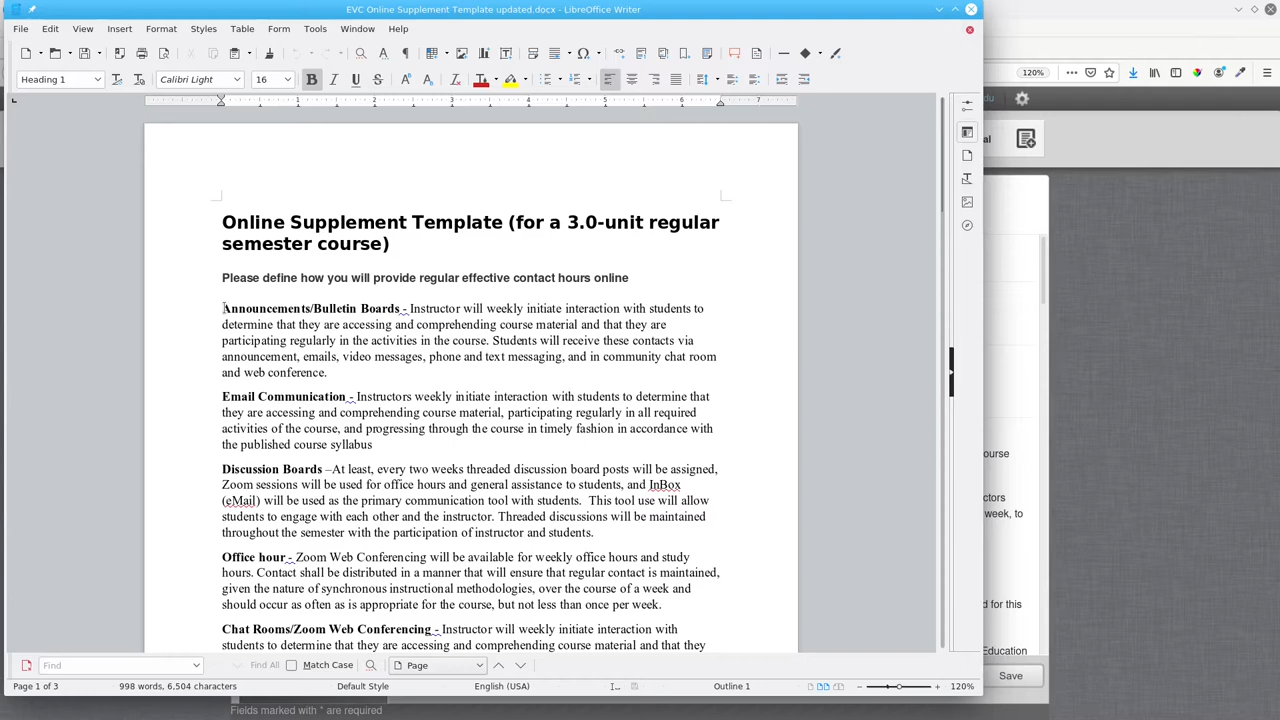 EVC Online Supplement Template updated.docx - LibreOffice Writer
File Edit View Insert Format Styles Table Form Tools Window Help
Heading 1 Calibri Light 16
120%
du
al
1 2 3 4 5 6 7
Online Supplement Template (for a 3.0-unit regular
semester course)
Please define how you will provide regular effective contact hours online
Announcements/Bulletin Boards - Instructor will weekly initiate interaction with students to
determine that they are accessing and comprehending course material and that they are
participating regularly in the activities in the course. Students will receive these contacts via
announcement, emails, video messages, phone and text messaging, and in community chat room
and web conference.
Email Communication - Instructors weekly initiate interaction with students to determine that
they are accessing and comprehending course material, participating regularly in all required
activities of the course, and progressing through the course in timely fashion in accordance with
the published course syllabus
Discussion Boards –At least, every two weeks threaded discussion board posts will be assigned,
Zoom sessions will be used for office hours and general assistance to students, and InBox
(eMail) will be used as the primary communication tool with students.  This tool use will allow
students to engage with each other and the instructor. Threaded discussions will be maintained
throughout the semester with the participation of instructor and students.
Office hour - Zoom Web Conferencing will be available for weekly office hours and study
hours. Contact shall be distributed in a manner that will ensure that regular contact is maintained,
given the nature of synchronous instructional methodologies, over the course of a week and
should occur as often as is appropriate for the course, but not less than once per week.
Chat Rooms/Zoom Web Conferencing - Instructor will weekly initiate interaction with
students to determine that they are accessing and comprehending course material and that they
ourse
ctors
week, to
d for this
Education
Save
Find Find All Match Case Page
Page 1 of 3 998 words, 6,504 characters Default Style English (USA) Outline 1 120%
Fields marked with * are required